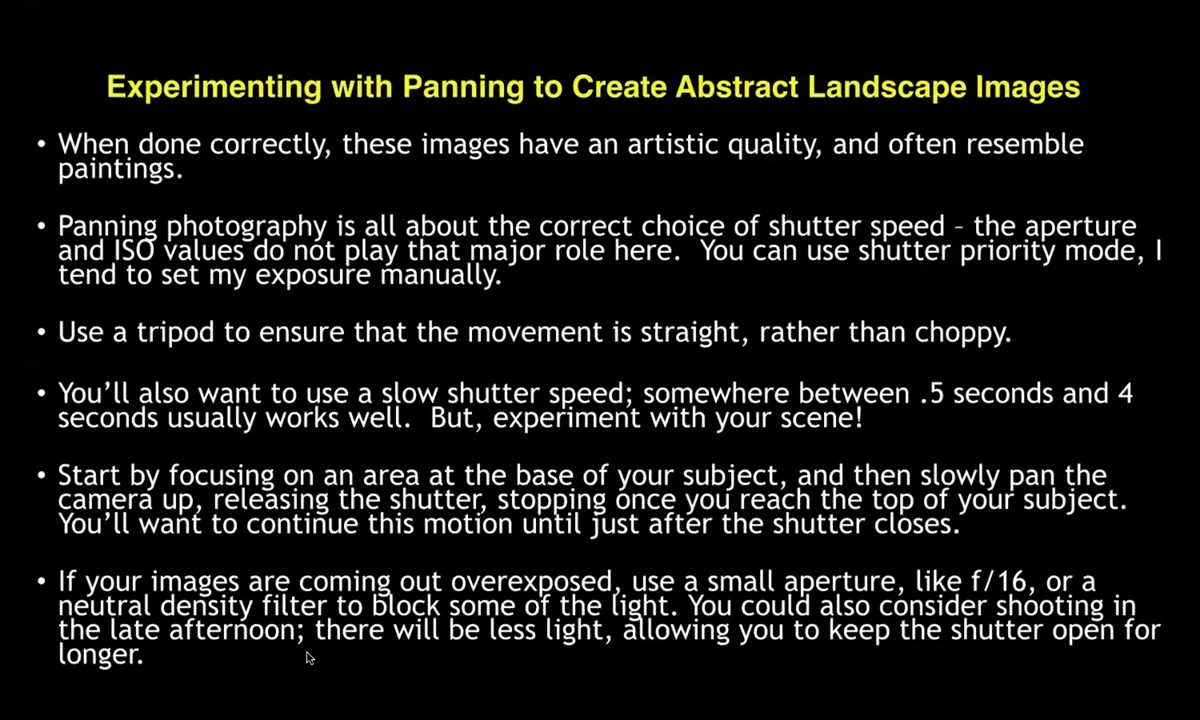 Experimenting with Panning to Create Abstract Landscape Images
• When done correctly, these images have an artistic quality, and often resemble
paintings.
• Panning photography is all about the correct choice of shutter speed – the aperture
and ISO values do not play that major role here.  You can use shutter priority mode, I
tend to set my exposure manually.
• Use a tripod to ensure that the movement is straight, rather than choppy.
• You’ll also want to use a slow shutter speed; somewhere between .5 seconds and 4
seconds usually works well.  But, experiment with your scene!
• Start by focusing on an area at the base of your subject, and then slowly pan the
camera up, releasing the shutter, stopping once you reach the top of your subject.
You’ll want to continue this motion until just after the shutter closes.
• If your images are coming out overexposed, use a small aperture, like f/16, or a
neutral density filter to block some of the light. You could also consider shooting in
the late afternoon; there will be less light, allowing you to keep the shutter open for
longer.